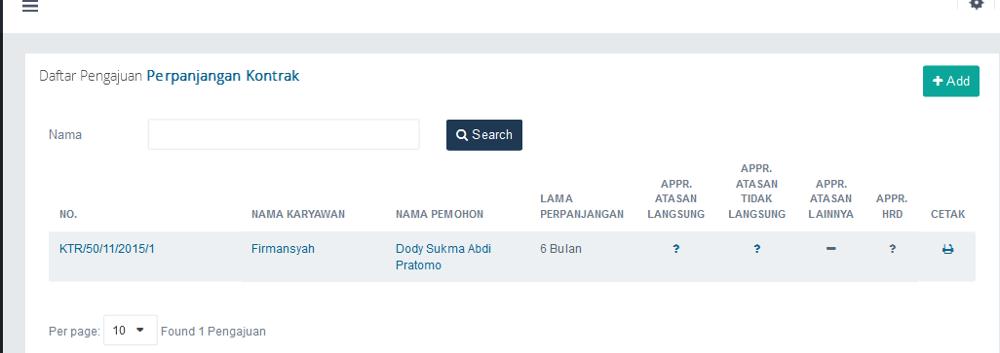 Daftar Pengajuan Perpanjangan Kontrak
+ Add
Nama
Search
NO.
NAMA KARYAWAN
NAMA PEMOHON
LAMA
PERPANJANGAN
APPR.
ATASAN
LANGSUNG
APPR.
ATASAN
TIDAK
LANGSUNG
APPR.
ATASAN
LAINNYA
APPR.
HRD
CETAK
KTR/50/11/2015/1
Firmansyah
Dody Sukma Abdi
Pratomo
6 Bulan
?
?
-
?
Per page: 10
Found 1 Pengajuan